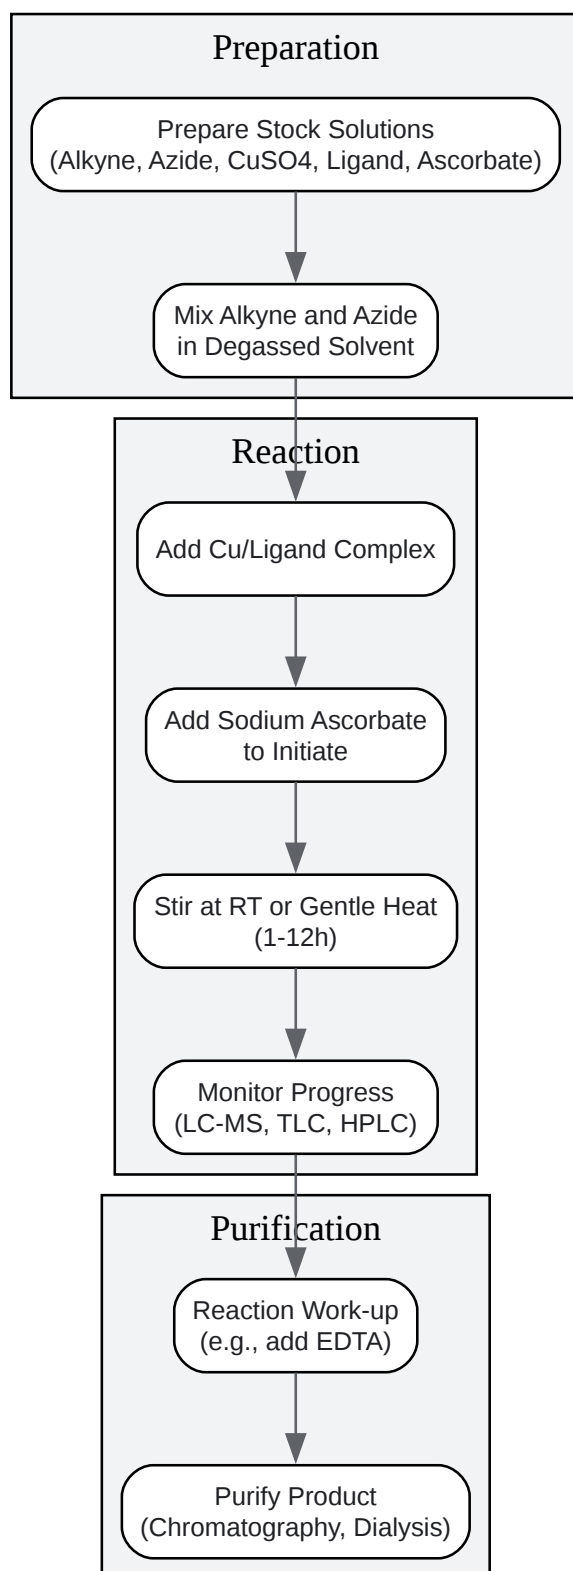 Preparation
Prepare Stock Solutions
(Alkyne, Azide, CuSO4, Ligand, Ascorbate)
Mix Alkyne and Azide
in Degassed Solvent
Reaction
Add Cu/Ligand Complex
Add Sodium Ascorbate
to Initiate
Stir at RT or Gentle Heat
(1-12h)
Monitor Progress
(LC-MS, TLC, HPLC)
Purification
Reaction Work-up
(e.g., add EDTA)
Purify Product
(Chromatography, Dialysis)